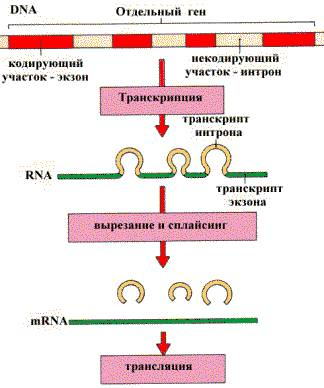 DNA
Отдельный ген
кодирующий
участок - экзон
некодирующий
участок - интрон
Транскрипция
транскрипт
интрона
RNA
транскрипт
экзона
вырезание и сплайсинг
mRNA
трансляция